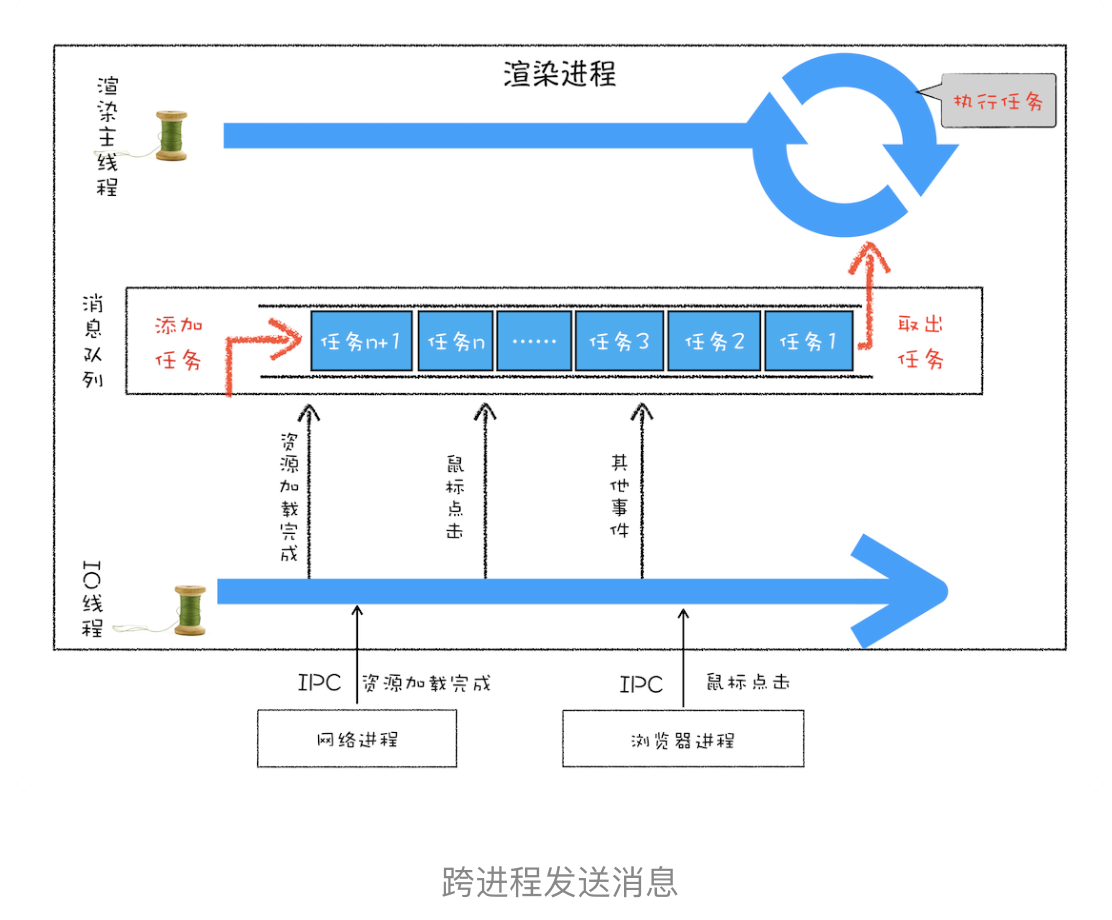 渲染进程
渲染主线程
执行任务
消息队列
添加
任务
任务n+1
任务n
……
任务3
任务2
任务1
取出
任务
资源加载完成
鼠标点击
其他事件
IO线程
IPC
资源加载完成
IPC
鼠标点击
网络进程
浏览器进程
跨进程发送消息